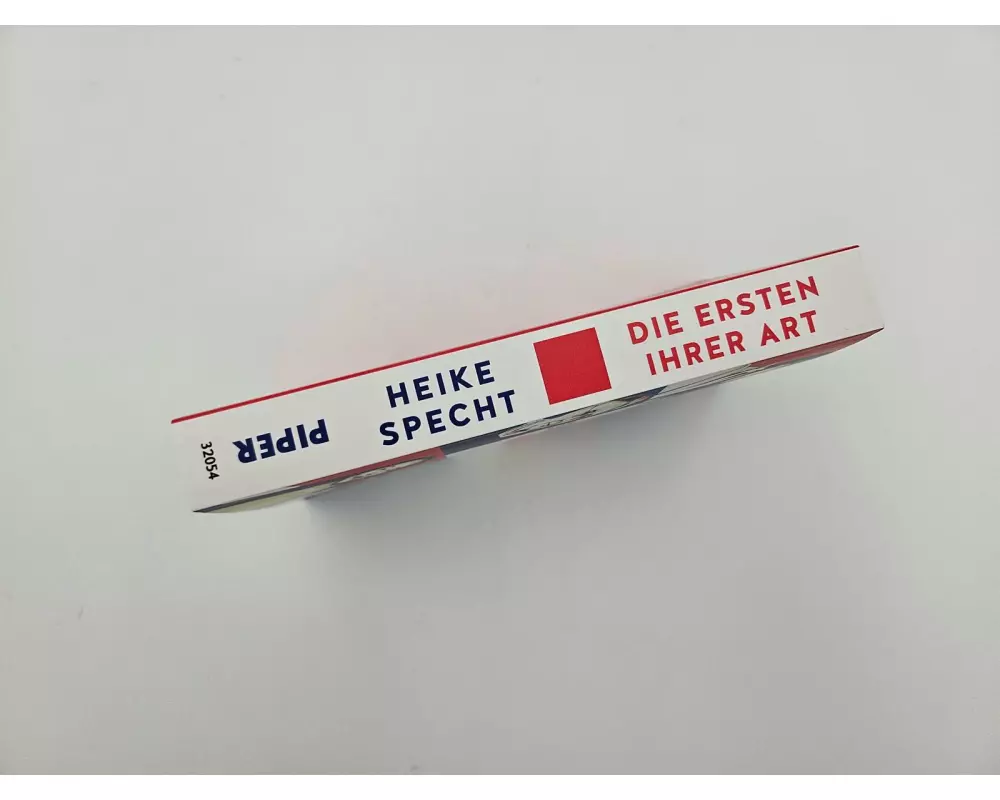 HEIKE
SPECHT
DIE ERSTEN
IHRER ART
PIPER
32054